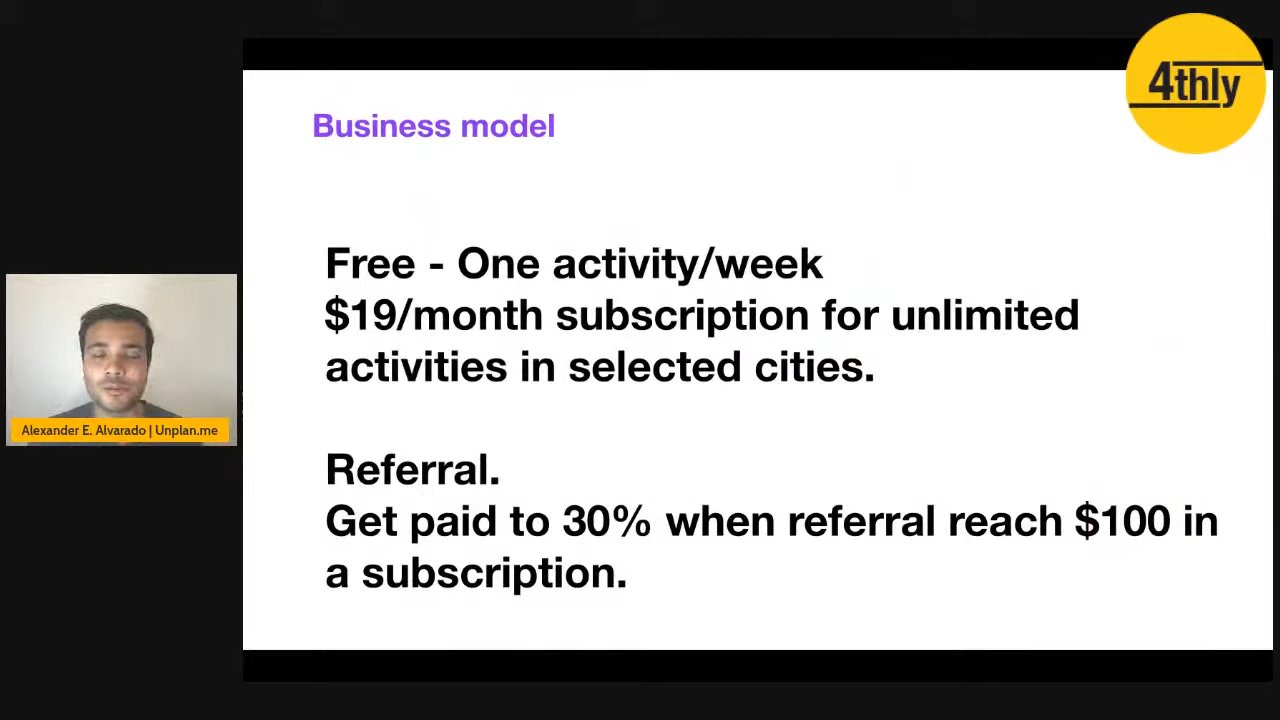 4thly
Business model
Free - One activity/week
$19/month subscription for unlimited
activities in selected cities.
Referral.
Get paid to 30% when referral reach $100 in
a subscription.
Alexander E. Alvarado | Unplan.me